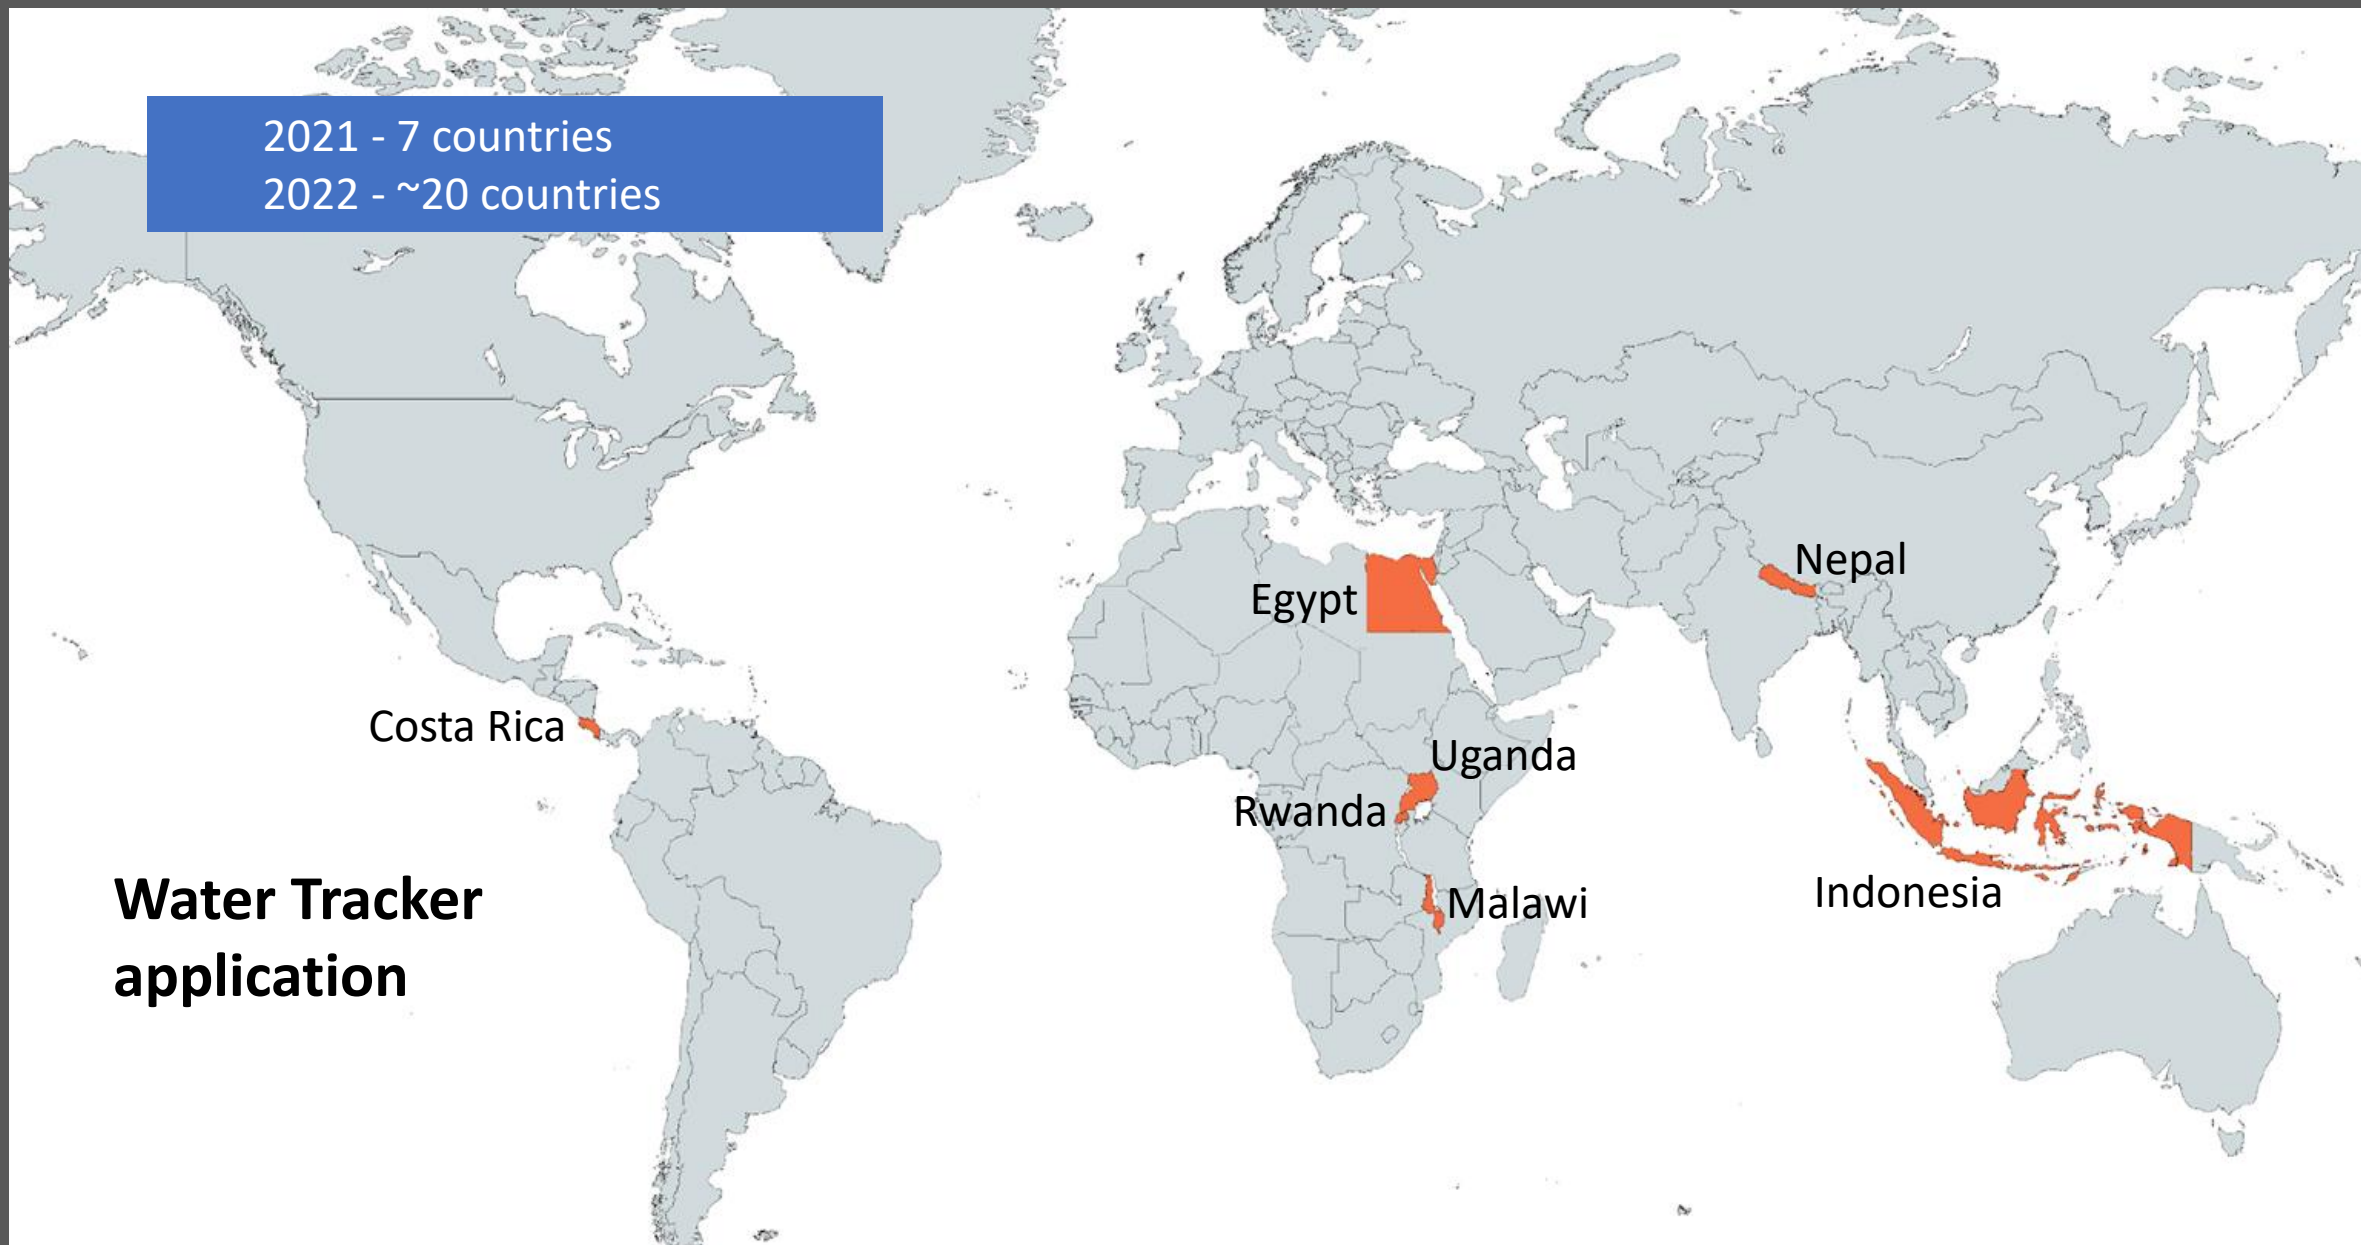 2021 - 7 countries
2022 - ~20 countries
Nepal
Egypt
Costa Rica
Uganda
Rwanda
Malawi
Indonesia
Water Tracker
application